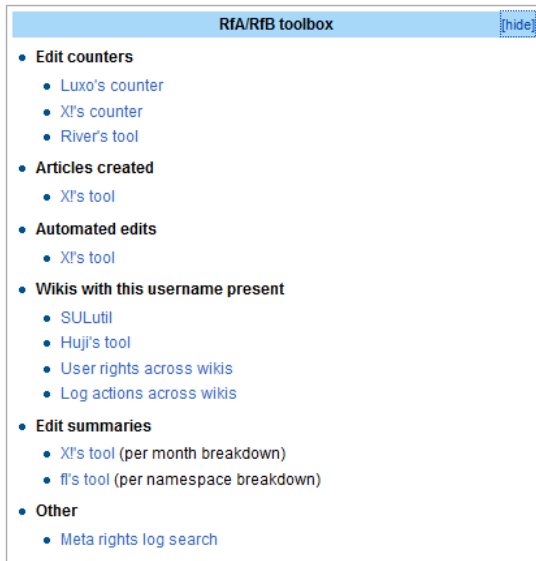 RfA/RfB toolbox [hide]
Edit counters
Luxo's counter
X!'s counter
River's tool
Articles created
X!'s tool
Automated edits
X!'s tool
Wikis with this username present
SULutil
Huji's tool
User rights across wikis
Log actions across wikis
Edit summaries
X!'s tool (per month breakdown)
fl's tool (per namespace breakdown)
Other
Meta rights log search